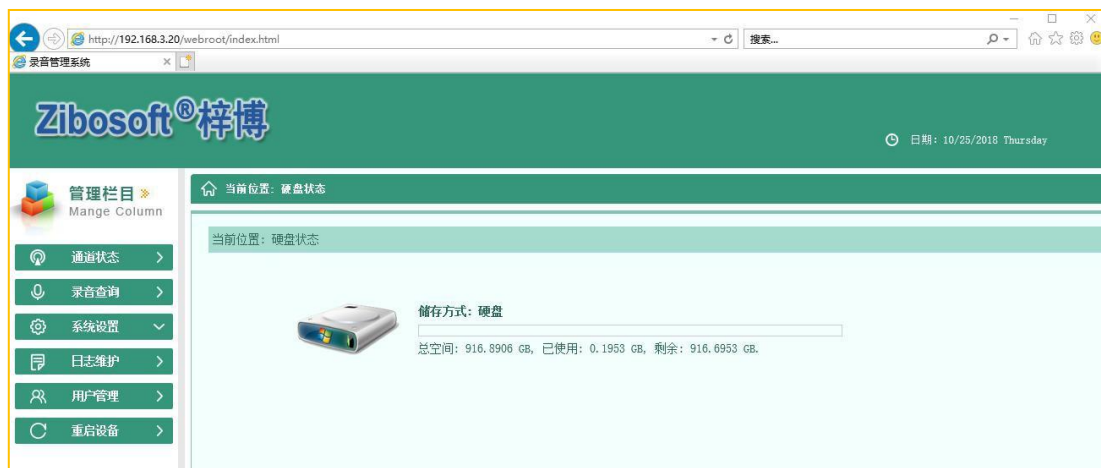 http://192.168.3.20/webroot/index.html
搜索...
录音管理系统
Zibosoft®梓博
日期: 10/25/2018 Thursday
管理栏目 »
Mange Column
当前位置: 硬盘状态
当前位置: 硬盘状态
通道状态
录音查询
系统设置
日志维护
用户管理
重启设备
储存方式: 硬盘
总空间: 916.8906 GB, 已使用: 0.1953 GB, 剩余: 916.6953 GB.